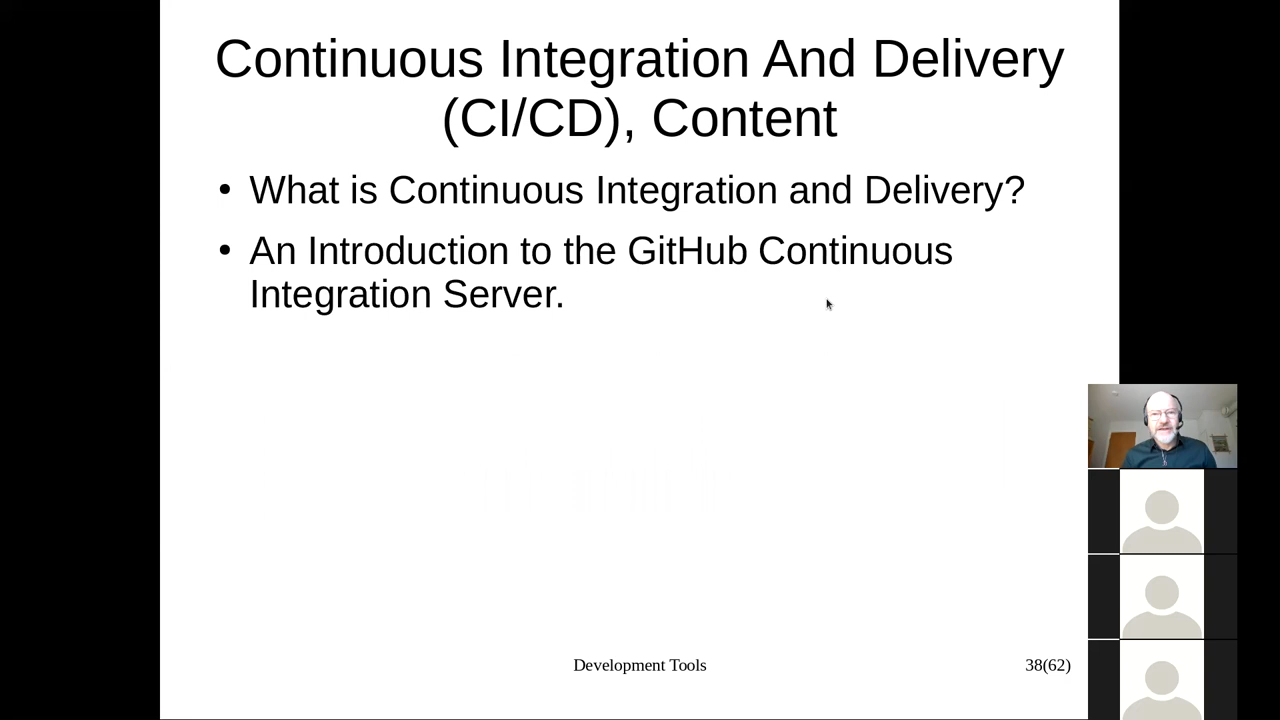 Continuous Integration And Delivery
(CI/CD), Content
• What is Continuous Integration and Delivery?
• An Introduction to the GitHub Continuous
Integration Server.
Development Tools
38(62)